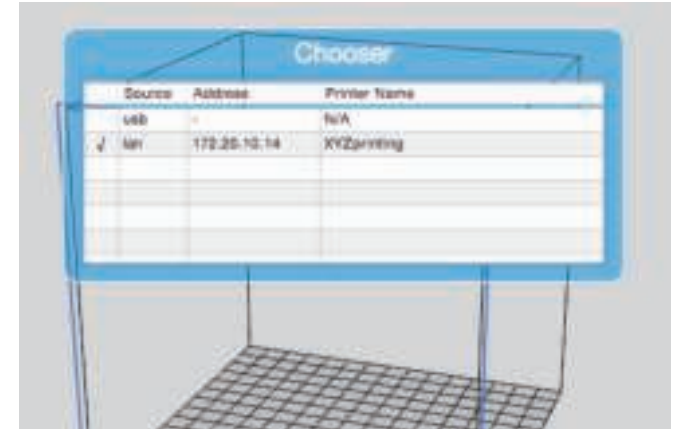 Chooser
Source Address Printer Name
usb - N/A
√ lan 172.20.10.14 XYZprinting